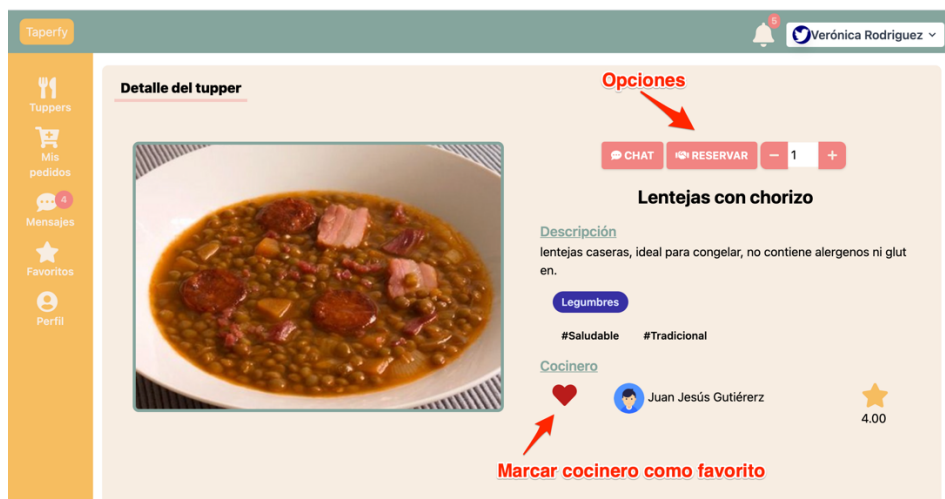 Taperfy
5
Verónica Rodriguez
Tuppers
Mis
pedidos
4
Mensajes
Favoritos
Perfil
Detalle del tupper
Opciones
CHAT
RESERVAR
− 1 +
Lentejas con chorizo
Descripción
lentejas caseras, ideal para congelar, no contiene alergenos ni glut
en.
Legumbres
#Saludable #Tradicional
Cocinero
Juan Jesús Gutiérerz
4.00
Marcar cocinero como favorito